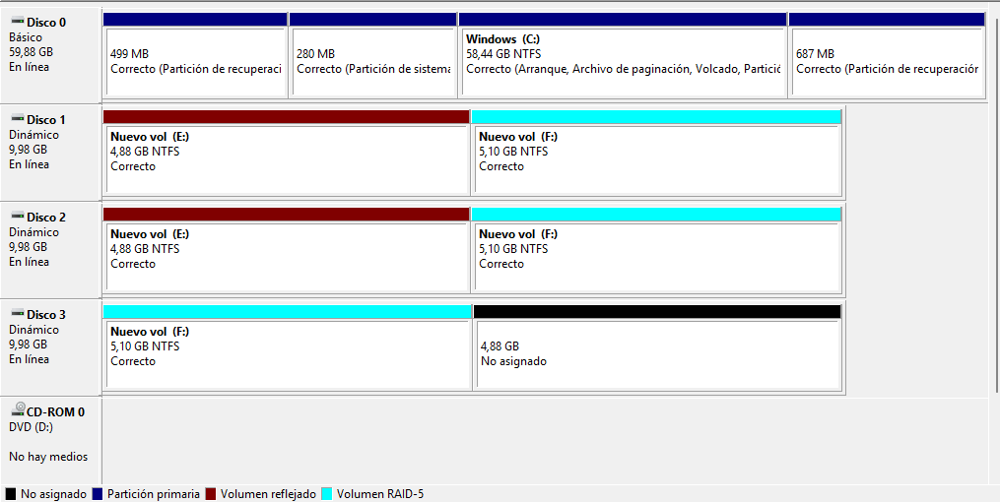 Disco 0
Básico
59,88 GB
En línea
499 MB
Correcto (Partición de recuperaci
280 MB
Correcto (Partición de sistema
Windows (C:)
58,44 GB NTFS
Correcto (Arranque, Archivo de paginación, Volcado, Partició
687 MB
Correcto (Partición de recuperación
Disco 1
Dinámico
9,98 GB
En línea
Nuevo vol (E:)
4,88 GB NTFS
Correcto
Nuevo vol (F:)
5,10 GB NTFS
Correcto
Disco 2
Dinámico
9,98 GB
En línea
Nuevo vol (E:)
4,88 GB NTFS
Correcto
Nuevo vol (F:)
5,10 GB NTFS
Correcto
Disco 3
Dinámico
9,98 GB
En línea
Nuevo vol (F:)
5,10 GB NTFS
Correcto
4,88 GB
No asignado
CD-ROM 0
DVD (D:)
No hay medios
No asignado Partición primaria Volumen reflejado Volumen RAID-5